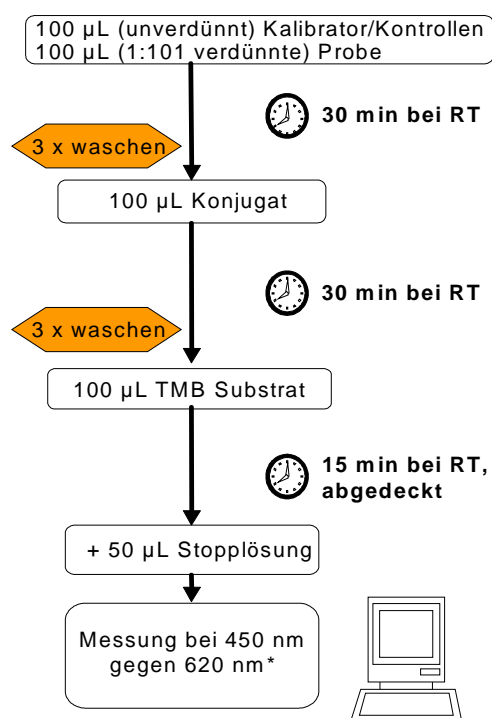 100 µL (unverdünnt) Kalibrator/Kontrollen
100 µL (1:101 verdünnte) Probe
30 min bei RT
3 x waschen
100 µL Konjugat
30 min bei RT
3 x waschen
100 µL TMB Substrat
15 min bei RT,
abgedeckt
+ 50 µL Stopplösung
Messung bei 450 nm
gegen 620 nm*